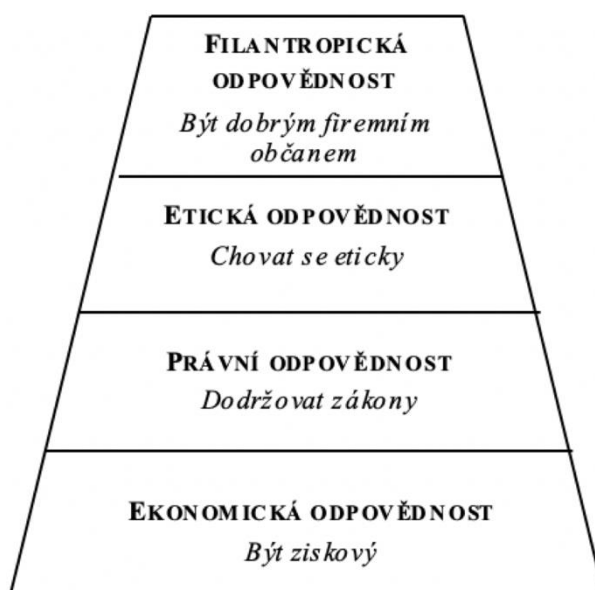 FILANTROPICKÁ
ODPOVĚDNOST
Být dobrým firemním
občanem
ETICKÁ ODPOVĚDNOST
Chovat se eticky
PRÁVNÍ ODPOVĚDNOST
Dodržovat zákony
EKONOMICKÁ ODPOVĚDNOST
Být ziskový